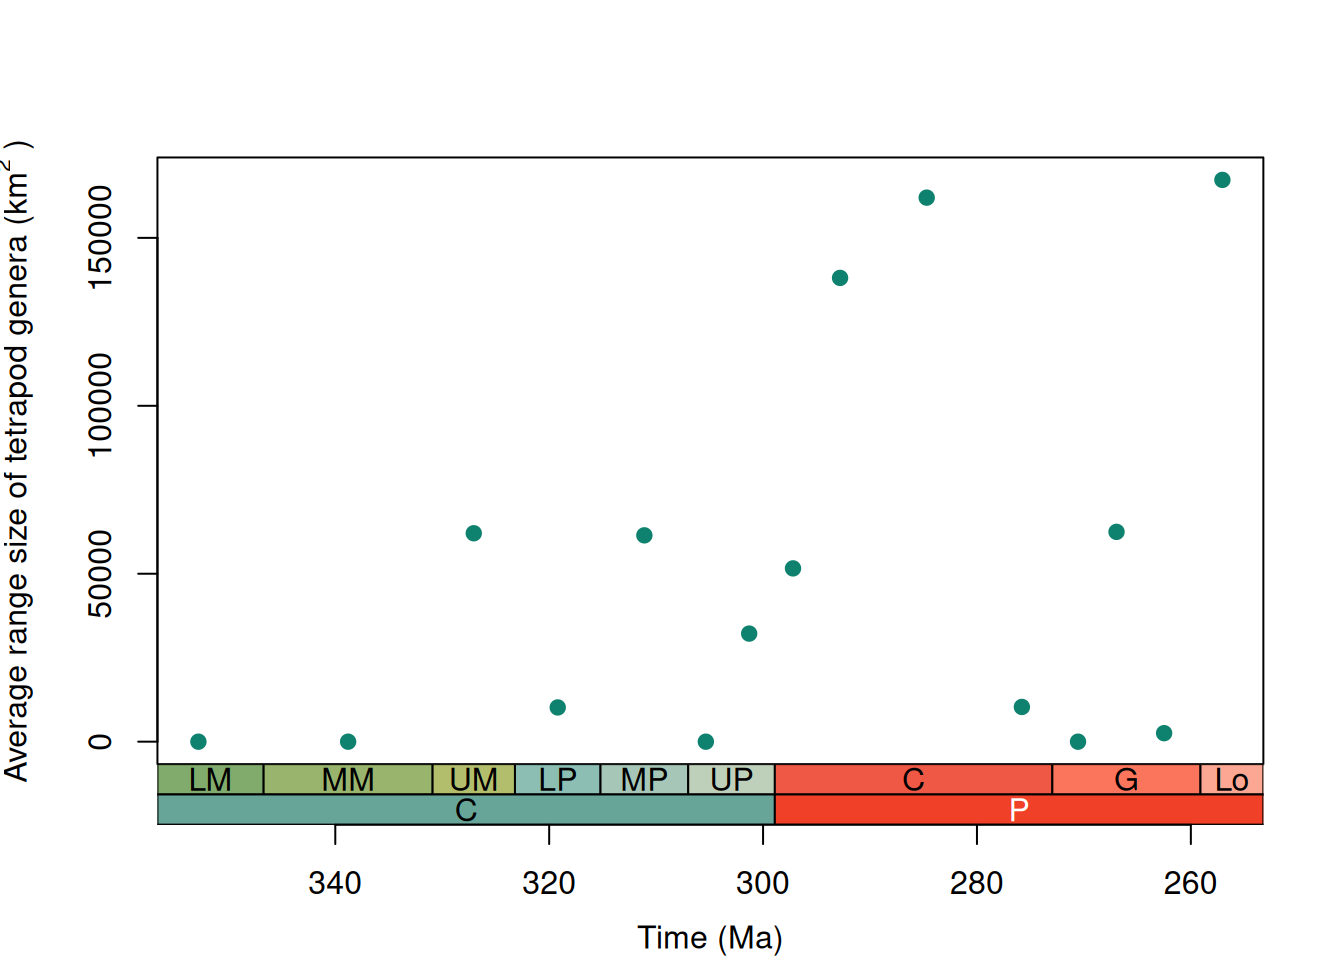 Average range size of tetrapod genera (km2)
150000
100000
50000
0
LM MM UM LP MP UP C G Lo
C P
340 320 300 280 260
Time (Ma)